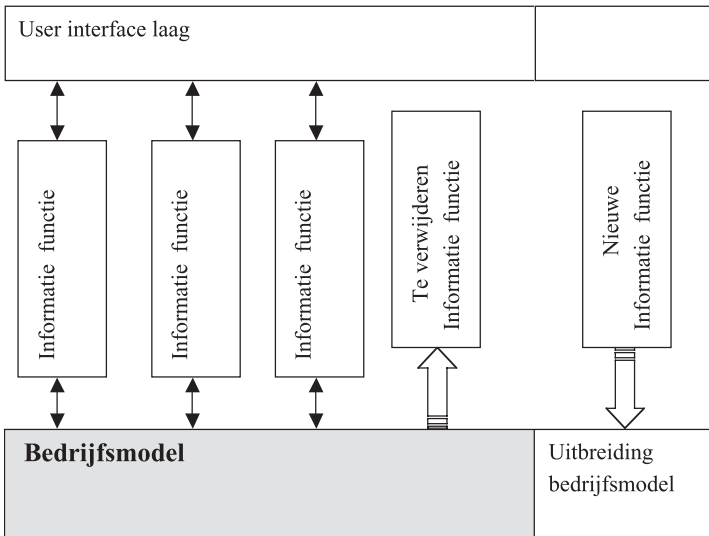 User interface laag
Informatie functie
Informatie functie
Informatie functie
Te verwijderen
Informatie functie
Nieuwe
Informatie functie
Bedrijfsmodel
Uitbreiding
bedrijfsmodel